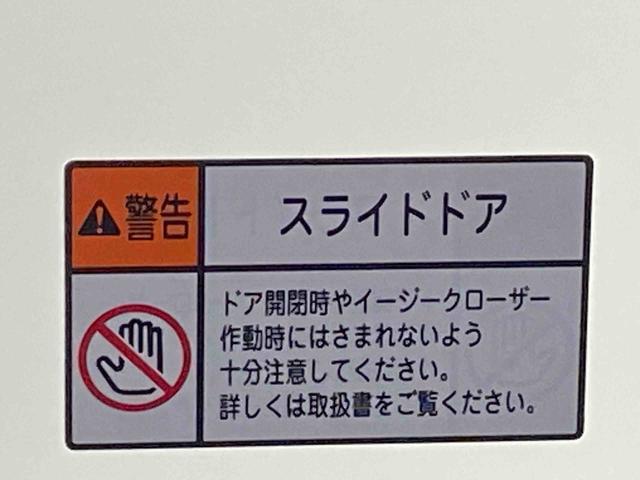 警告
スライドドア
ドア開閉時やイージークローザー
作動時にはさまれないよう
十分注意してください。
詳しくは取扱書をご覧ください。